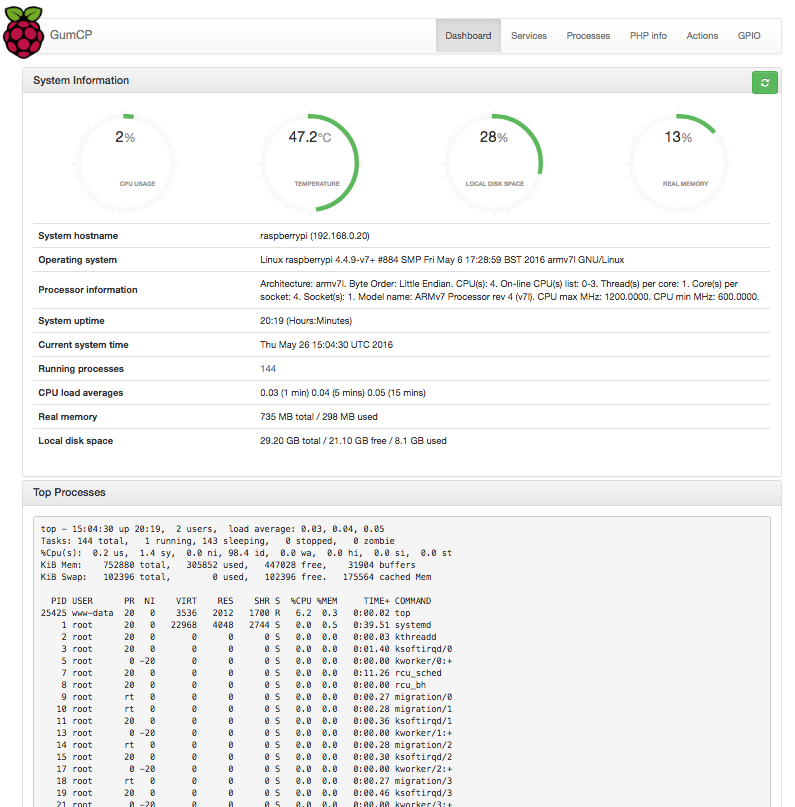 GumCP
Dashboard Services Processes PHP info Actions GPIO
System Information
2% 47.2°C 28% 13%
CPU USAGE TEMPERATURE LOCAL DISK SPACE REAL MEMORY
System hostname raspberrypi (192.168.0.20)
Operating system Linux raspberrypi 4.4.9-v7+ #884 SMP Fri May 6 17:28:59 BST 2016 armv7l GNU/Linux
Processor information Architecture: armv7l. Byte Order: Little Endian. CPU(s): 4. On-line CPU(s) list: 0-3. Thread(s) per core: 1. Core(s) per
socket: 4. Socket(s): 1. Model name: ARMv7 Processor rev 4 (v7l). CPU max MHz: 1200.0000. CPU min MHz: 600.0000.
System uptime 20:19 (Hours:Minutes)
Current system time Thu May 26 15:04:30 UTC 2016
Running processes 144
CPU load averages 0.03 (1 min) 0.04 (5 mins) 0.05 (15 mins)
Real memory 735 MB total / 298 MB used
Local disk space 29.20 GB total / 21.10 GB free / 8.1 GB used
Top Processes
top - 15:04:30 up 20:19,  2 users,  load average: 0.03, 0.04, 0.05
Tasks: 144 total,   1 running, 143 sleeping,   0 stopped,   0 zombie
%Cpu(s):  0.2 us,  1.4 sy,  0.0 ni, 98.4 id,  0.0 wa,  0.0 hi,  0.0 si,  0.0 st
KiB Mem:    752880 total,   305852 used,   447028 free,    31904 buffers
KiB Swap:   102396 total,        0 used,   102396 free.   175564 cached Mem
PID USER      PR  NI    VIRT    RES    SHR S  %CPU %MEM     TIME+ COMMAND
25425 www-data  20   0    3536   2012   1700 R   6.2  0.3   0:00.02 top
1 root      20   0   22968   4048   2744 S   0.0  0.5   0:39.51 systemd
2 root      20   0       0      0      0 S   0.0  0.0   0:00.03 kthreadd
3 root      20   0       0      0      0 S   0.0  0.0   0:01.40 ksoftirqd/0
5 root       0 -20       0      0      0 S   0.0  0.0   0:00.00 kworker/0:+
7 root      20   0       0      0      0 S   0.0  0.0   0:11.26 rcu_sched
8 root      20   0       0      0      0 S   0.0  0.0   0:00.00 rcu_bh
9 root      rt   0       0      0      0 S   0.0  0.0   0:00.27 migration/0
10 root      rt   0       0      0      0 S   0.0  0.0   0:00.28 migration/1
11 root      20   0       0      0      0 S   0.0  0.0   0:00.36 ksoftirqd/1
13 root       0 -20       0      0      0 S   0.0  0.0   0:00.00 kworker/1:+
14 root      rt   0       0      0      0 S   0.0  0.0   0:00.28 migration/2
15 root      20   0       0      0      0 S   0.0  0.0   0:00.30 ksoftirqd/2
17 root       0 -20       0      0      0 S   0.0  0.0   0:00.00 kworker/2:+
18 root      rt   0       0      0      0 S   0.0  0.0   0:00.27 migration/3
19 root      20   0       0      0      0 S   0.0  0.0   0:00.46 ksoftirqd/3
21 root       0 -20       0      0      0 S   0.0  0.0   0:00.00 kworker/3:+